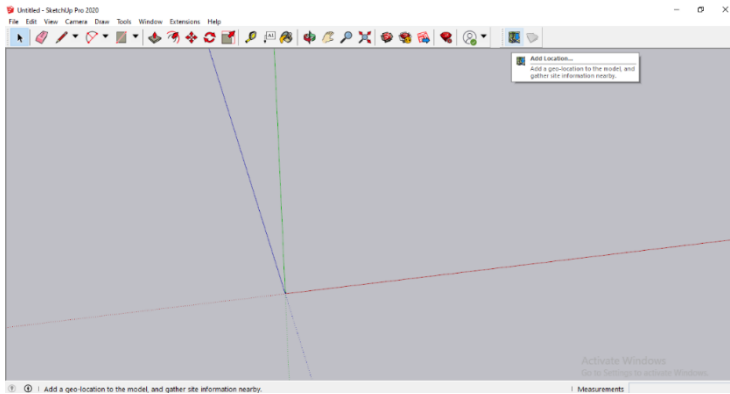 Untitled - SketchUp Pro 2020
File Edit View Camera Draw Tools Window Extensions Help
A1
Add Location...
Add a geo-location to the model, and
gather site information nearby.
Activate Windows
Go to Settings to activate Windows.
Add a geo-location to the model, and gather site information nearby.
Measurements